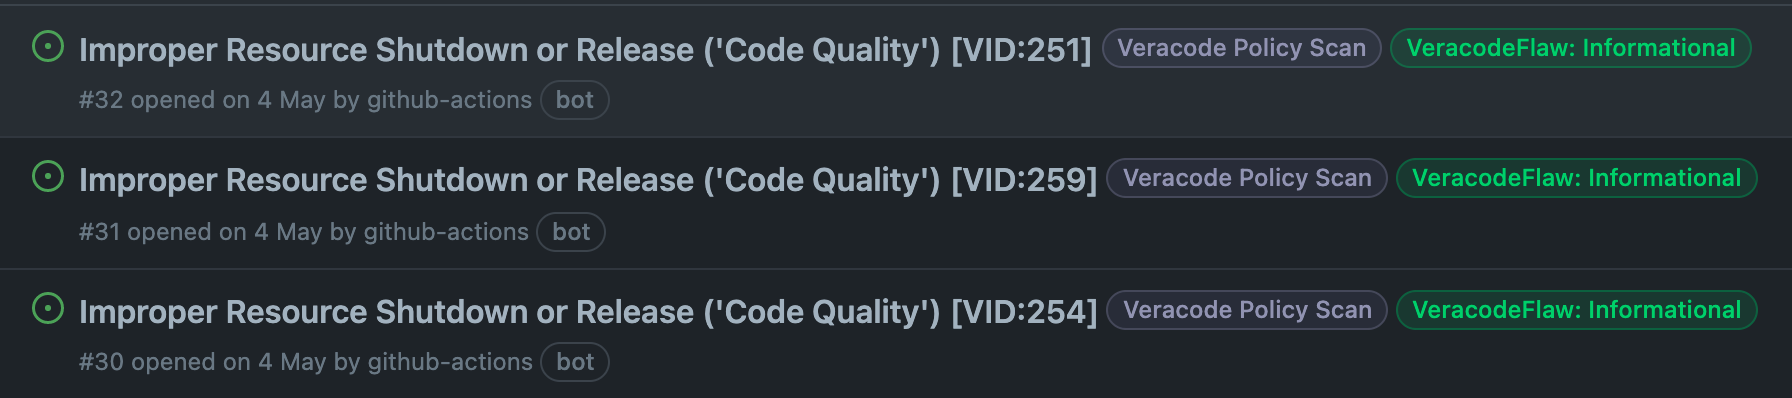 Improper Resource Shutdown or Release ('Code Quality') [VID:251] Veracode Policy Scan VeracodeFlaw: Informational
#32 opened on 4 May by github-actions bot
Improper Resource Shutdown or Release ('Code Quality') [VID:259] Veracode Policy Scan VeracodeFlaw: Informational
#31 opened on 4 May by github-actions bot
Improper Resource Shutdown or Release ('Code Quality') [VID:254] Veracode Policy Scan VeracodeFlaw: Informational
#30 opened on 4 May by github-actions bot